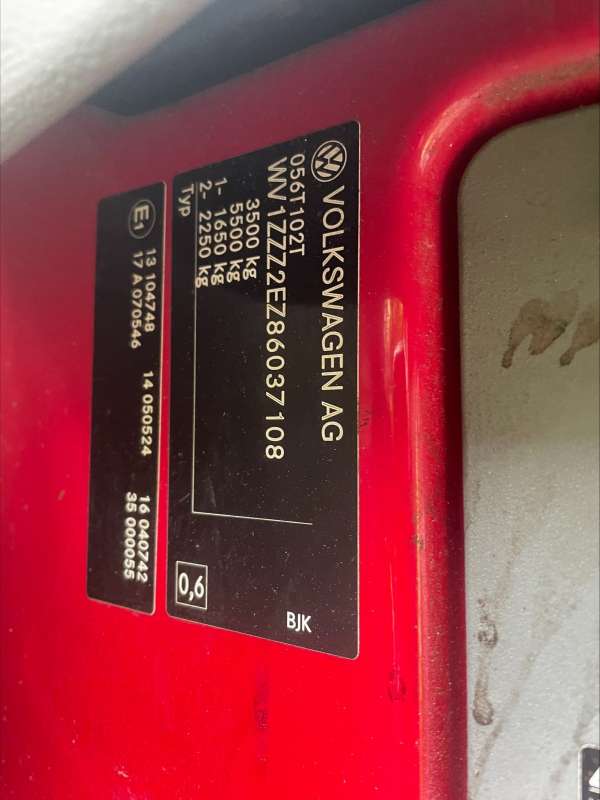 VOLKSWAGEN AG
056T102T
WV1ZZZ2EZ86037108
3500 kg
5500 kg
1- 1650 kg
2- 2250 kg
Typ
0,6
BJK
E1
13 104748
17 A 070546
14 050524
16 040742
35 000055